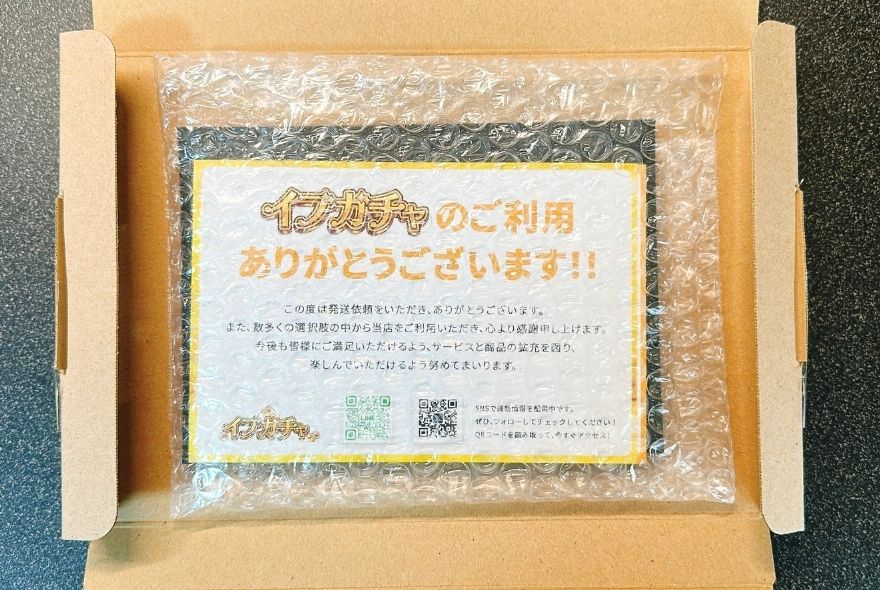 イブガチャのご利用
ありがとうございます!!
この度は発送依頼をいただき、ありがとうございます。
また、数多くの選択肢の中から当店をご利用いただき、心より感謝申し上げます。
今後も皆様にご満足いただけるよう、サービスと商品の拡充を図り、
楽しんでいただけるよう努めてまいります。
イブガチャ
LINE
SNSで最新情報を配信中です。
ぜひ、フォローしてチェックしてください!
QRコードを読み取って、今すぐアクセス!